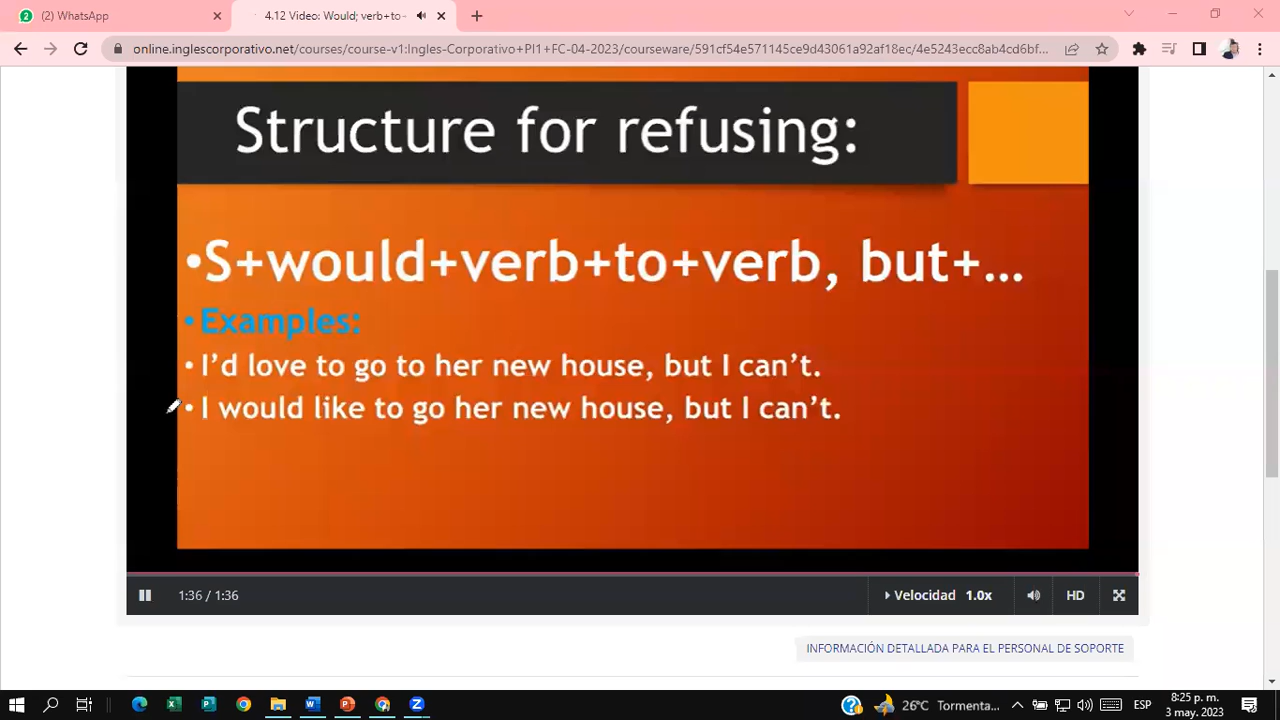 (2) WhatsApp
4.12 Video: Would; verb+to-
online.inglescorporativo.net/courses/course-v1:Ingles-Corporativo+PI1+FC-04-2023/courseware/591cf54e571145ce9d43061a92af18ec/4e5243ecc8ab4cd6bf...
Structure for refusing:
•S+would+verb+to+verb, but+...
• Examples:
• I'd love to go to her new house, but I can't.
• I would like to go her new house, but I can't.
1:36 / 1:36
Velocidad 1.0x
HD
INFORMACIÓN DETALLADA PARA EL PERSONAL DE SOPORTE
26°C Tormenta...
ESP
8:25 p. m.
3 may. 2023